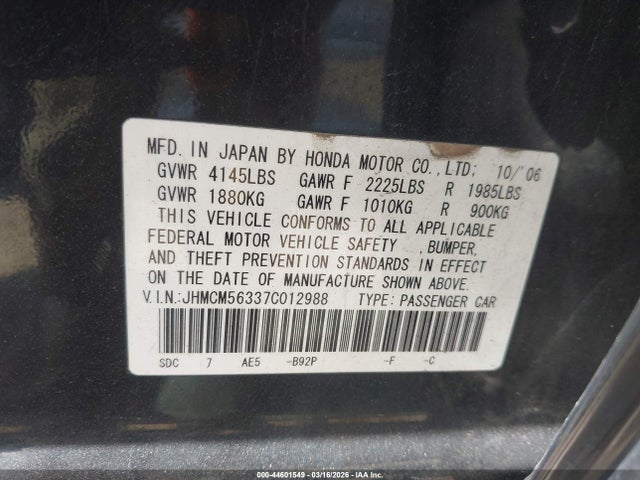 MFD. IN JAPAN BY HONDA MOTOR CO.,LTD; 10/'06
GVWR 4145LBS GAWR F 2225LBS R 1985LBS
GVWR 1880KG GAWR F 1010KG R 900KG
THIS VEHICLE CONFORMS TO ALL APPLICABLE
FEDERAL MOTOR VEHICLE SAFETY , BUMPER,
AND THEFT PREVENTION STANDARDS IN EFFECT
ON THE DATE OF MANUFACTURE SHOWN ABOVE.
V.I.N:JHMCM56337C012988 TYPE: PASSENGER CAR
SDC 7 AE5 -B92P -F -C
000-44601549 - 03/16/2026 - IAA Inc.